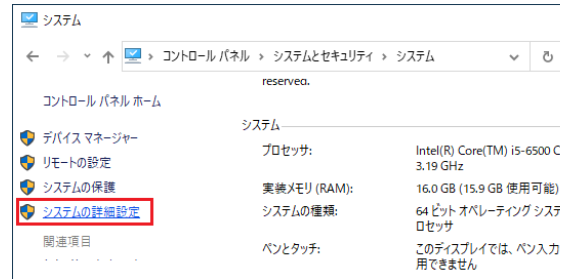 システム
コントロール パネル > システムとセキュリティ > システム
reserved.
コントロール パネル ホーム
システム
デバイス マネージャー
プロセッサ: Intel(R) Core(TM) i5-6500 C
3.19 GHz
リモートの設定
システムの保護
実装メモリ (RAM): 16.0 GB (15.9 GB 使用可能)
システムの詳細設定
システムの種類: 64 ビット オペレーティング シス
ロセッサ
関連項目
ペンとタッチ: このディスプレイでは、ペン入力
用できません